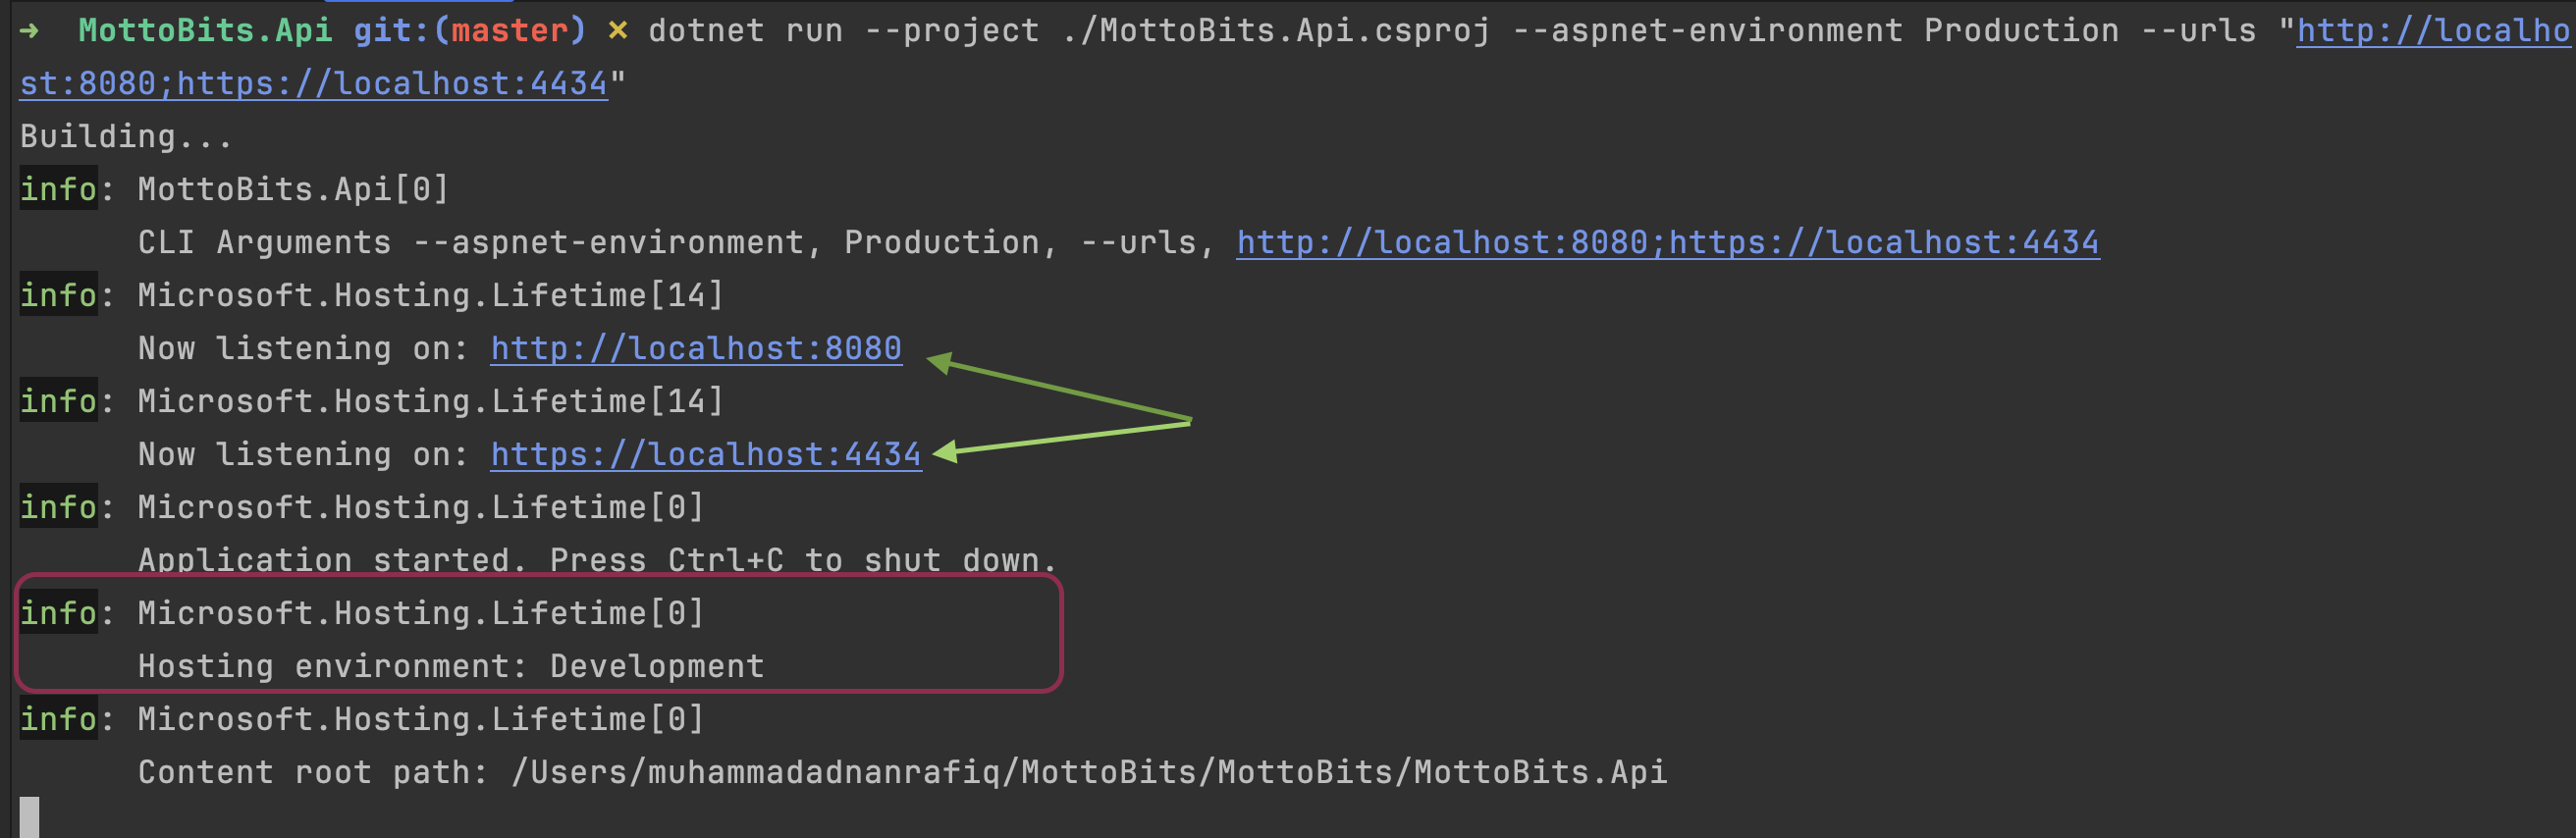 ➜  MottoBits.Api git:(master) ✗ dotnet run --project ./MottoBits.Api.csproj --aspnet-environment Production --urls "http://localho
st:8080;https://localhost:4434"
Building...
info: MottoBits.Api[0]
      CLI Arguments --aspnet-environment, Production, --urls, http://localhost:8080;https://localhost:4434
info: Microsoft.Hosting.Lifetime[14]
      Now listening on: http://localhost:8080
info: Microsoft.Hosting.Lifetime[14]
      Now listening on: https://localhost:4434
info: Microsoft.Hosting.Lifetime[0]
      Application started. Press Ctrl+C to shut down.
info: Microsoft.Hosting.Lifetime[0]
      Hosting environment: Development
info: Microsoft.Hosting.Lifetime[0]
      Content root path: /Users/muhammadadnanrafiq/MottoBits/MottoBits/MottoBits.Api